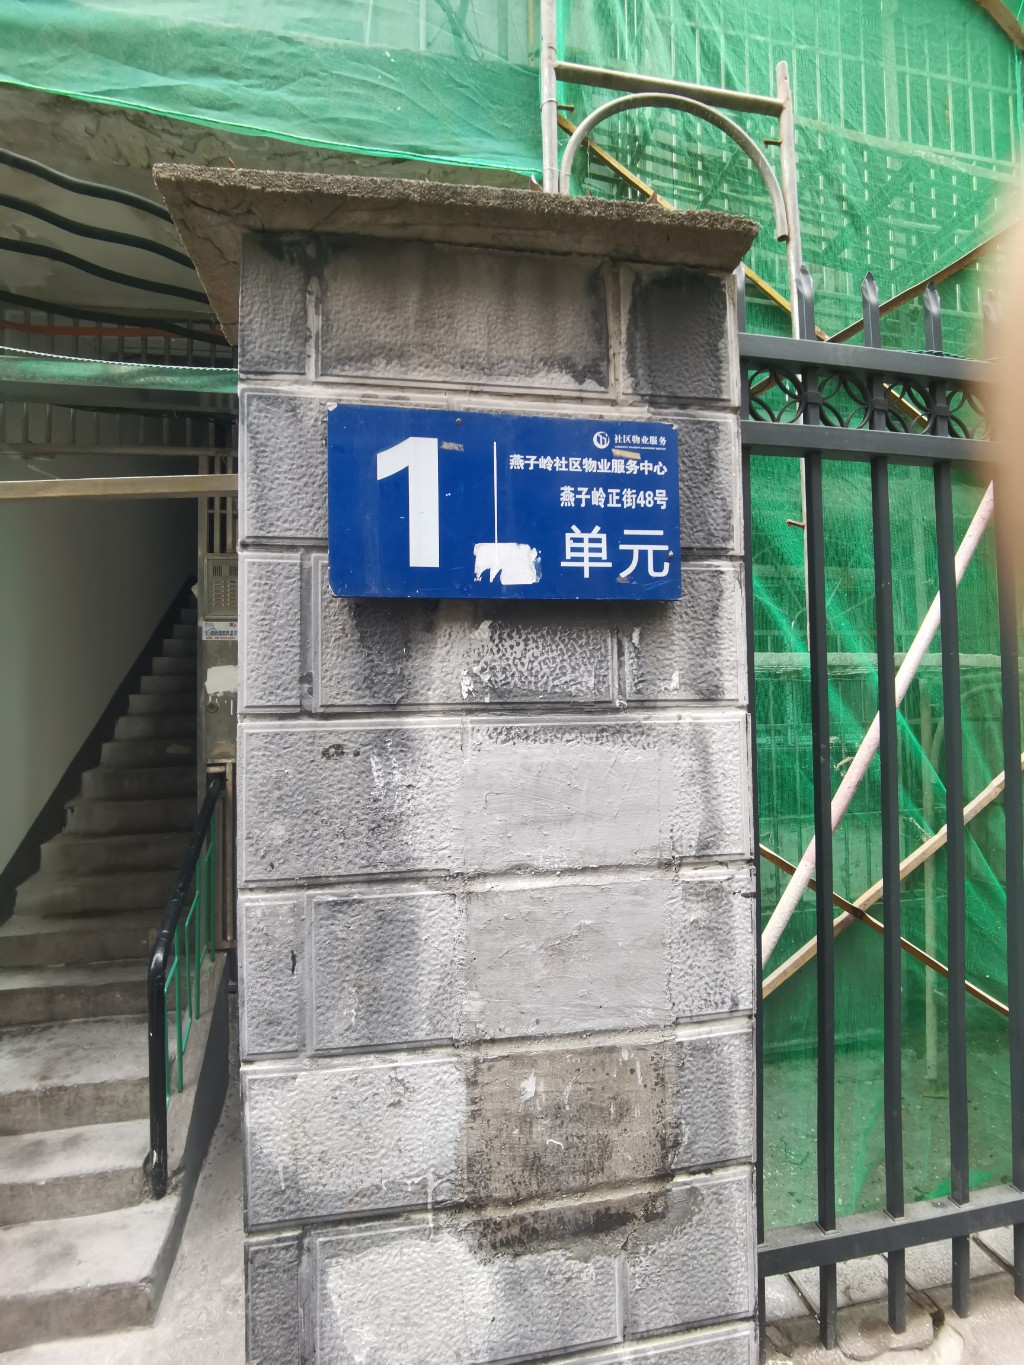 1
社区物业服务
燕子岭社区物业服务中心
燕子岭正街48号
单元